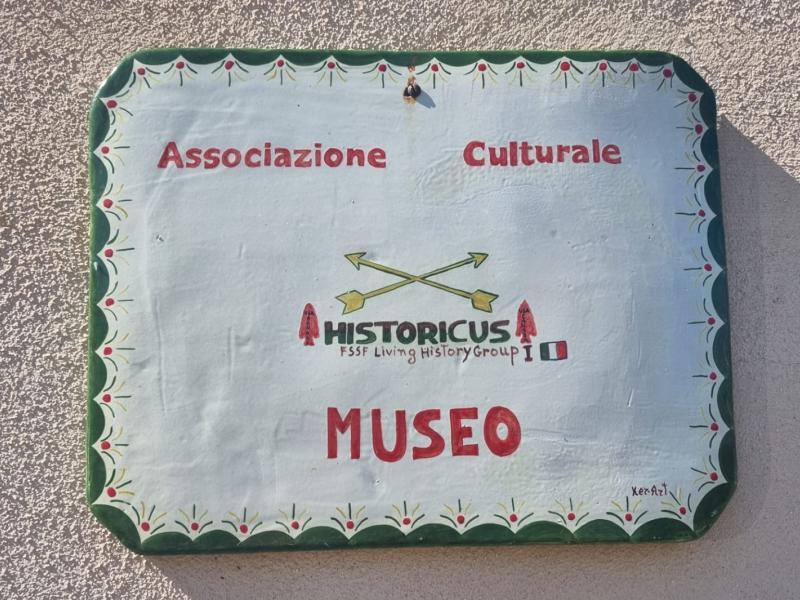 Associazione Culturale
HISTORICUS
FSSF Living History Group I
MUSEO
KerArt